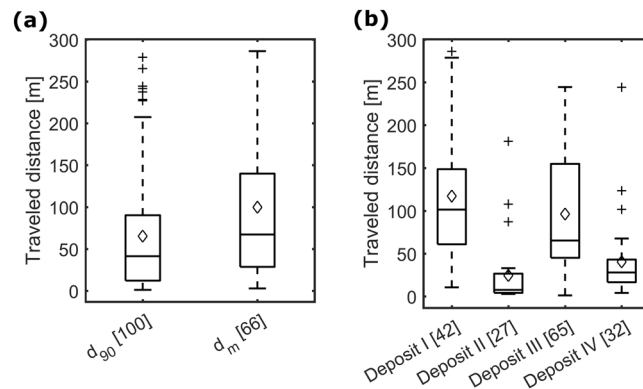 (a)
Traveled distance [m]
300
250
200
150
100
50
0
d90 [100]
dm [66]
(b)
Traveled distance [m]
300
250
200
150
100
50
0
Deposit I [42]
Deposit II [27]
Deposit III [65]
Deposit IV [32]